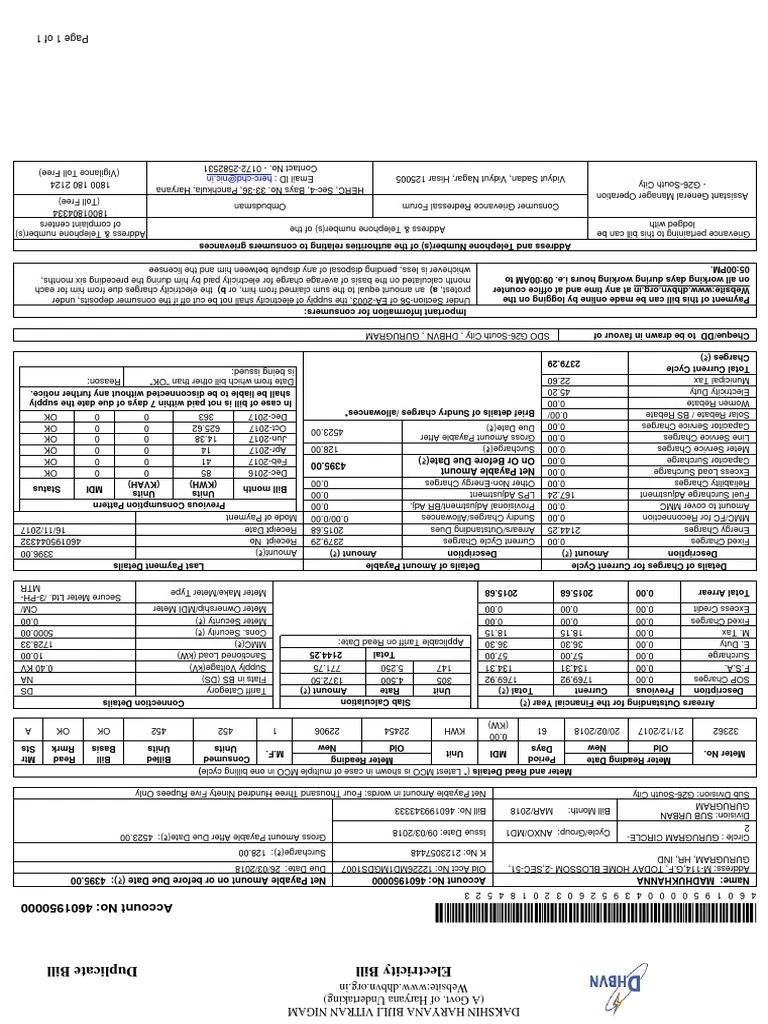 DHBVN
DAKSHIN HARYANA BIJLI VITRAN NIGAM
(A Govt. of Haryana Undertaking)
Website:www.dhbvn.org.in
Electricity Bill
Duplicate Bill
Account No: 4601950000
Name: MADHUKHANNA
Address: M-114,G.F, TODAY HOME BLOSSOM -2,SEC-51, GURUGRAM, HR, IND
Circle : GURUGRAM CIRCLE-2
Division: SUB URBAN GURUGRAM
Sub Division: G26-South City
Account No: 4601950000
Old Acct No: 12226MD1MGDS1007
K No: 2123057448
Cycle/Group: A/XO/MD1
Issue Date: 09/03/2018
Bill Month: MAR/2018
Bill No: 460199343333
Net Payable Amount on or before Due Date (₹): 4395.00
Due Date: 26/03/2018
Surcharge(₹): 128.00
Gross Amount Payable After Due Date(₹): 4523.00
Net Payable Amount in words: Four Thousand Three Hundred Ninety Five Rupees Only
Meter and Read Details (* Latest MCO is shown in case of multiple MCO in one billing cycle)
Meter No. Meter Reading Date Period Days MDI Unit Meter Reading M.F. Consumed Units Billed Units Bill Basis Read Rmrk Mtr Sts
Old New Old New
32362 21/12/2017 20/02/2018 61 0.00 (KW) KWH 22454 22906 1 452 452 OK OK A
Arrears Outstanding for the Financial Year (₹)
Description Previous Current Total (₹)
SOP Charges 0.00 1769.92 1769.92
F.S.A. 0.00 134.31 134.31
Surcharge 0.00 57.00 57.00
E. Duty 0.00 36.30 36.30
M. Tax 0.00 18.15 18.15
Fixed Charges 0.00 0.00 0.00
Excess Credit 0.00 0.00 0.00
Total Arrear 0.00 2015.68 2015.68
Slab Calculation
Unit Rate Amount (₹)
305 4.500 1372.50
147 5.250 771.75
Total 2144.25
Applicable Tariff on Read Date:
Connection Details
Tariff Category DS
Flats in BS (DS) NA
Supply Voltage(kV) 0.40 KV
Sanctioned Load (kW) 10.00
MMC(₹) 1728.33
Cons. Security (₹) 5000.00
Meter Security (₹) 0.00
Meter Ownership/MDI Meter CM/
Meter Make/Meter Type Secure Meter Ltd. /3-PH-MTR
Details of Charges for Current Cycle
Description Amount (₹)
Fixed Charges 0.00
Energy Charges 2144.25
MMC/FC for Reconnection 0.00
Amount to cover MMC 0.00
Fuel Surcharge Adjustment 167.24
Reliability Charges 0.00
Excess Load Surcharge 0.00
Capacitor Surcharge 0.00
Meter Service Charges 0.00
Line Service Charges 0.00
Capacitor Service Charges 0.00
Solar Rebate / BS Rebate 0.00/
Women Rebate 0.00
Electricity Duty 45.20
Municipal Tax 22.60
Total Current Cycle Charges (₹) 2379.29
Details of Amount Payable
Description Amount (₹)
Current Cycle Charges 2379.29
Arrears/Outstanding Dues 2015.68
Sundry Charges/Allowances 0.00/0.00
Provisional Adjustment/BR Adj. 0.00
LPS Adjustment 0.00
Other Non-Energy Charges 0.00
Net Payable Amount On Or Before Due Date(₹) 4395.00
Surcharge(₹) 128.00
Gross Amount Payable After Due Date(₹) 4523.00
Brief details of Sundry charges /allowances*
Last Payment Details
Amount(₹) 3396.00
Receipt No 460195044332
Receipt Date 16/11/2017
Mode of Payment
Previous Consumption Pattern
Bill month Units (KWH) Units (KVAH) MDI Status
Dec-2016 85 0 0 OK
Feb-2017 41 0 0 OK
Apr-2017 14 0 0 OK
Jun-2017 14.38 0 0 OK
Oct-2017 625.62 0 0 OK
Dec-2017 363 0 0 OK
In case of bill is not paid within 7 days of due date the supply shall be liable to be disconnected without any further notice.
Date from which bill other than "OK" is being issued:
Reason:
Cheque/DD to be drawn in favour of SDO G26-South City , DHBVN , GURUGRAM
Important Information for consumers:
Payment of this bill can be made online by logging on the Website:www.dhbvn.org.in at any time and at office counter on all working days during working hours i.e. 09:00AM to 05:00PM.
Under Section-56 of EA-2003, the supply of electricity shall not be cut off if the consumer deposits, under protest, a) an amount equal to the sum claimed from him, or b) the electricity charges due from him for each month calculated on the basis of average charge for electricity paid by him during the preceding six months, whichever is less, pending disposal of any dispute between him and the licensee
Address and Telephone Number(s) of the authorities relating to consumers grievances
Grievance pertaining to this bill can be lodged with
Address & Telephone number(s) of the
Address & Telephone number(s) of complaint centers
Consumer Grievance Redressal Forum
Ombudsman
18001804334 (Toll Free)
Assistant General Manager Operation - G26-South City
Vidyut, Sadan, Vidyut Nagar, Hisar 125005
HERC, Sec-4, Bays No. 33-36, Panchkula, Haryana
Email ID : herc-chd@nic.in
Contact No. - 0172-2582531
1800 180 2124 (Vigilance Toll Free)
Page 1 of 1